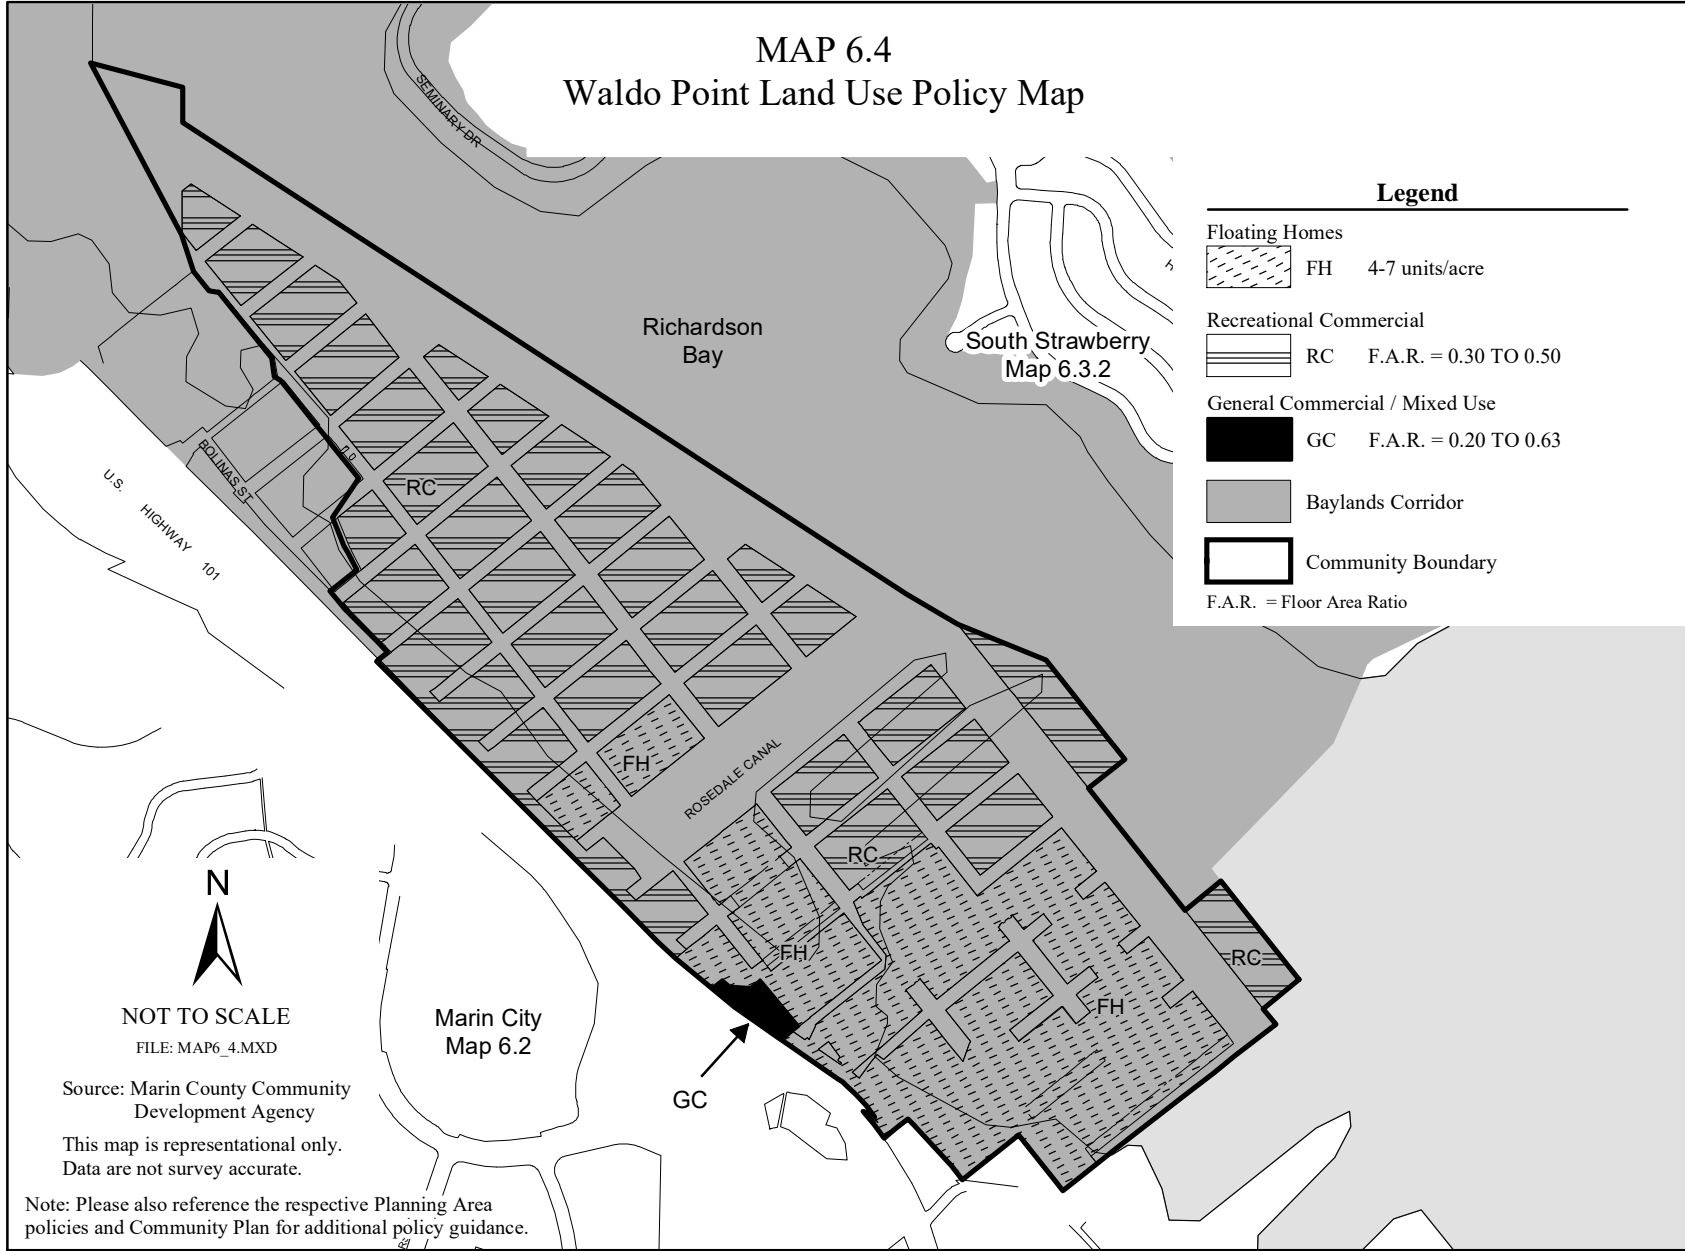 MAP 6.4
Waldo Point Land Use Policy Map
SEMINARY DR
Legend
Floating Homes
FH 4-7 units/acre
Recreational Commercial
RC F.A.R. = 0.30 TO 0.50
General Commercial / Mixed Use
GC F.A.R. = 0.20 TO 0.63
Baylands Corridor
Community Boundary
F.A.R. = Floor Area Ratio
Richardson
Bay
South Strawberry
Map 6.3.2
H
BOLINAS ST
U.S. HIGHWAY 101
RC
FH
ROSEDALE CANAL
RC
FH
RC
FH
GC
Marin City
Map 6.2
N
NOT TO SCALE
FILE: MAP6_4.MXD
Source: Marin County Community
Development Agency
This map is representational only.
Data are not survey accurate.
Note: Please also reference the respective Planning Area
policies and Community Plan for additional policy guidance.